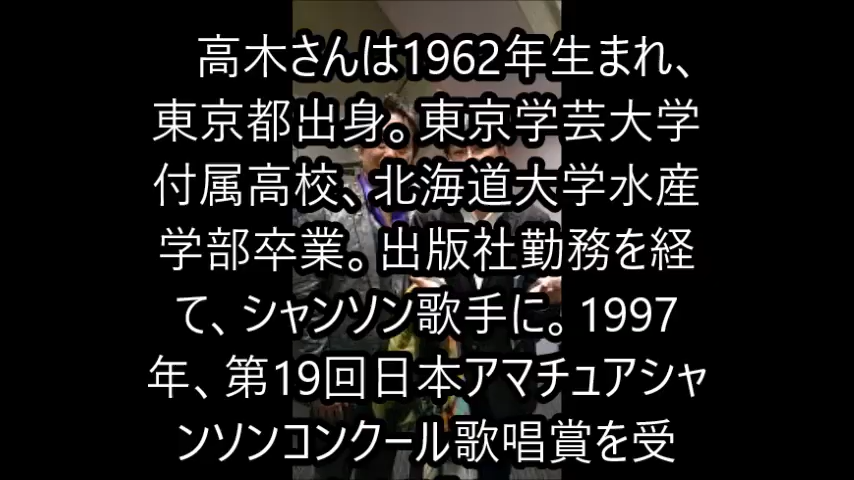 高木さんは1962年生まれ、
東京都出身。東京学芸大学
付属高校、北海道大学水産
学部卒業。出版社勤務を経
て、シャンソン歌手に。1997
年、第19回日本アマチュアシャ
ンソンコンクール歌唱賞を受